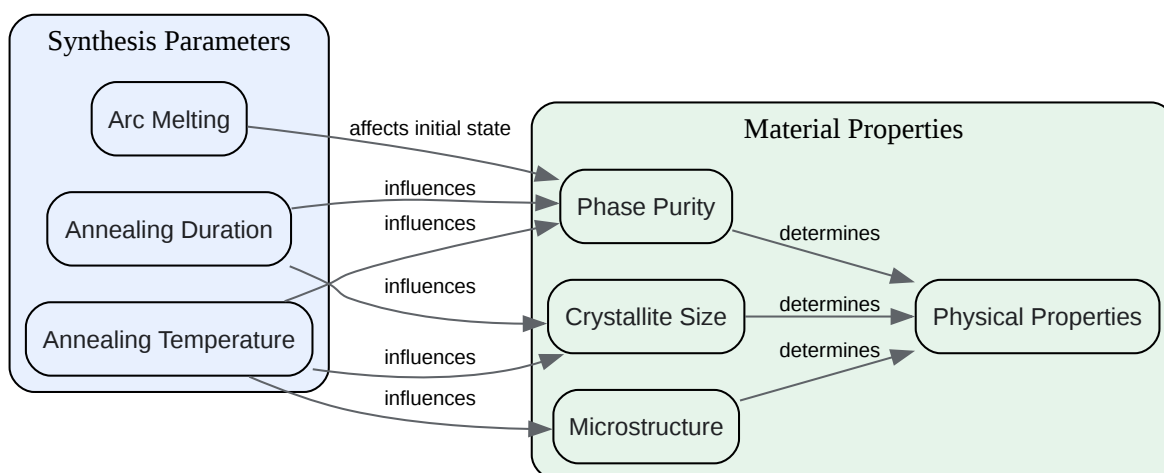 Synthesis Parameters
Arc Melting
Annealing Duration
Annealing Temperature
affects initial state
influences
influences
influences
influences
influences
Material Properties
Phase Purity
Crystallite Size
Microstructure
determines
determines
determines
Physical Properties